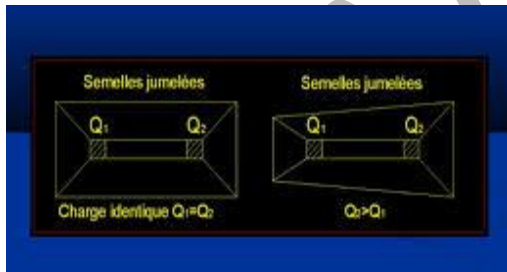 Semelles jumelées
Q₁ Q₂
Charge identique Q₁=Q₂
Semelles jumelées
Q₁ Q₂
Q₂>Q₁